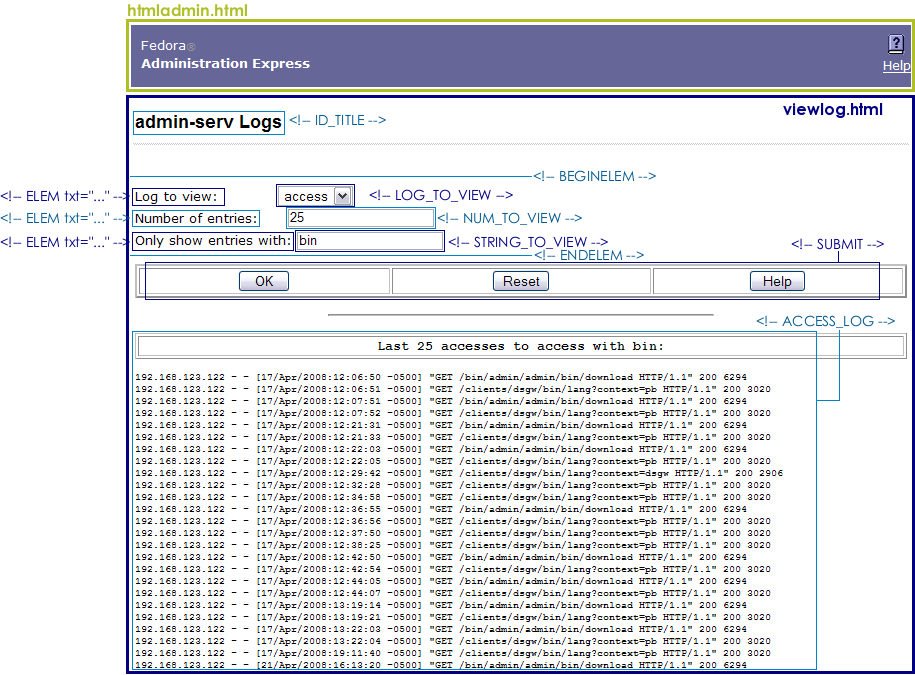 htmladmin.html
Fedora®
Administration Express
?
Help
viewlog.html
admin-serv Logs <!-- ID_TITLE -->
<!-- BEGINELEM -->
<!-- ELEM txt="..." --> Log to view: access <!-- LOG_TO_VIEW -->
<!-- ELEM txt="..." --> Number of entries: 25 <!-- NUM_TO_VIEW -->
<!-- ELEM txt="..." --> Only show entries with: bin <!-- STRING_TO_VIEW --> <!-- SUBMIT -->
<!-- ENDELEM -->
OK Reset Help
<!-- ACCESS_LOG -->
Last 25 accesses to access with bin:
192.168.123.122 - - [17/Apr/2008:12:06:50 -0500] "GET /bin/admin/admin/bin/download HTTP/1.1" 200 6294
192.168.123.122 - - [17/Apr/2008:12:06:51 -0500] "GET /clients/dsgw/bin/lang?context=pb HTTP/1.1" 200 3020
192.168.123.122 - - [17/Apr/2008:12:07:51 -0500] "GET /bin/admin/admin/bin/download HTTP/1.1" 200 6294
192.168.123.122 - - [17/Apr/2008:12:07:52 -0500] "GET /clients/dsgw/bin/lang?context=pb HTTP/1.1" 200 3020
192.168.123.122 - - [17/Apr/2008:12:21:31 -0500] "GET /bin/admin/admin/bin/download HTTP/1.1" 200 6294
192.168.123.122 - - [17/Apr/2008:12:21:33 -0500] "GET /clients/dsgw/bin/lang?context=pb HTTP/1.1" 200 3020
192.168.123.122 - - [17/Apr/2008:12:22:03 -0500] "GET /bin/admin/admin/bin/download HTTP/1.1" 200 6294
192.168.123.122 - - [17/Apr/2008:12:22:05 -0500] "GET /clients/dsgw/bin/lang?context=pb HTTP/1.1" 200 3020
192.168.123.122 - - [17/Apr/2008:12:29:42 -0500] "GET /clients/dsgw/bin/lang?context=dsgw HTTP/1.1" 200 2906
192.168.123.122 - - [17/Apr/2008:12:32:28 -0500] "GET /clients/dsgw/bin/lang?context=pb HTTP/1.1" 200 3020
192.168.123.122 - - [17/Apr/2008:12:34:58 -0500] "GET /clients/dsgw/bin/lang?context=pb HTTP/1.1" 200 3020
192.168.123.122 - - [17/Apr/2008:12:36:55 -0500] "GET /bin/admin/admin/bin/download HTTP/1.1" 200 6294
192.168.123.122 - - [17/Apr/2008:12:36:56 -0500] "GET /clients/dsgw/bin/lang?context=pb HTTP/1.1" 200 3020
192.168.123.122 - - [17/Apr/2008:12:37:50 -0500] "GET /clients/dsgw/bin/lang?context=pb HTTP/1.1" 200 3020
192.168.123.122 - - [17/Apr/2008:12:38:25 -0500] "GET /clients/dsgw/bin/lang?context=pb HTTP/1.1" 200 3020
192.168.123.122 - - [17/Apr/2008:12:42:50 -0500] "GET /bin/admin/admin/bin/download HTTP/1.1" 200 6294
192.168.123.122 - - [17/Apr/2008:12:42:54 -0500] "GET /clients/dsgw/bin/lang?context=pb HTTP/1.1" 200 3020
192.168.123.122 - - [17/Apr/2008:12:44:05 -0500] "GET /bin/admin/admin/bin/download HTTP/1.1" 200 6294
192.168.123.122 - - [17/Apr/2008:12:44:07 -0500] "GET /clients/dsgw/bin/lang?context=pb HTTP/1.1" 200 3020
192.168.123.122 - - [17/Apr/2008:13:19:14 -0500] "GET /bin/admin/admin/bin/download HTTP/1.1" 200 6294
192.168.123.122 - - [17/Apr/2008:13:19:21 -0500] "GET /clients/dsgw/bin/lang?context=pb HTTP/1.1" 200 3020
192.168.123.122 - - [17/Apr/2008:13:22:03 -0500] "GET /bin/admin/admin/bin/download HTTP/1.1" 200 6294
192.168.123.122 - - [17/Apr/2008:13:22:04 -0500] "GET /clients/dsgw/bin/lang?context=pb HTTP/1.1" 200 3020
192.168.123.122 - - [17/Apr/2008:19:11:40 -0500] "GET /clients/dsgw/bin/lang?context=pb HTTP/1.1" 200 3020
192.168.123.122 - - [21/Apr/2008:16:13:20 -0500] "GET /bin/admin/admin/bin/download HTTP/1.1" 200 6294